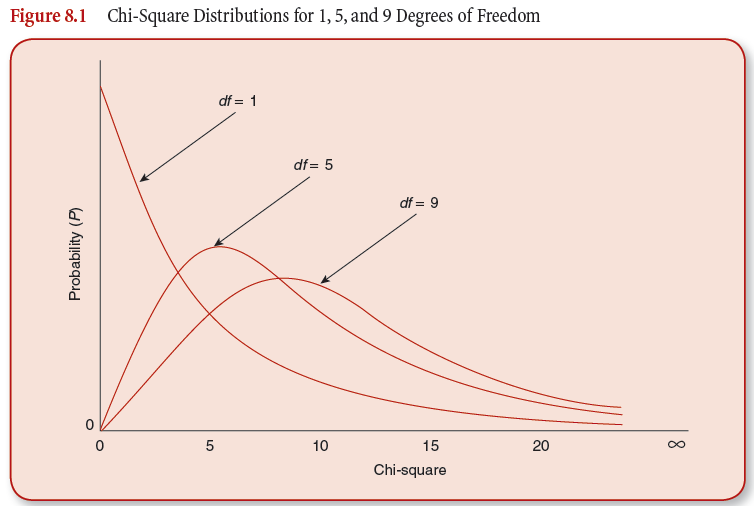 Figure 8.1 Chi-Square Distributions for 1, 5, and 9 Degrees of Freedom
df = 1
df = 5
df = 9
Probability (P)
0
0 5 10 15 20 ∞
Chi-square